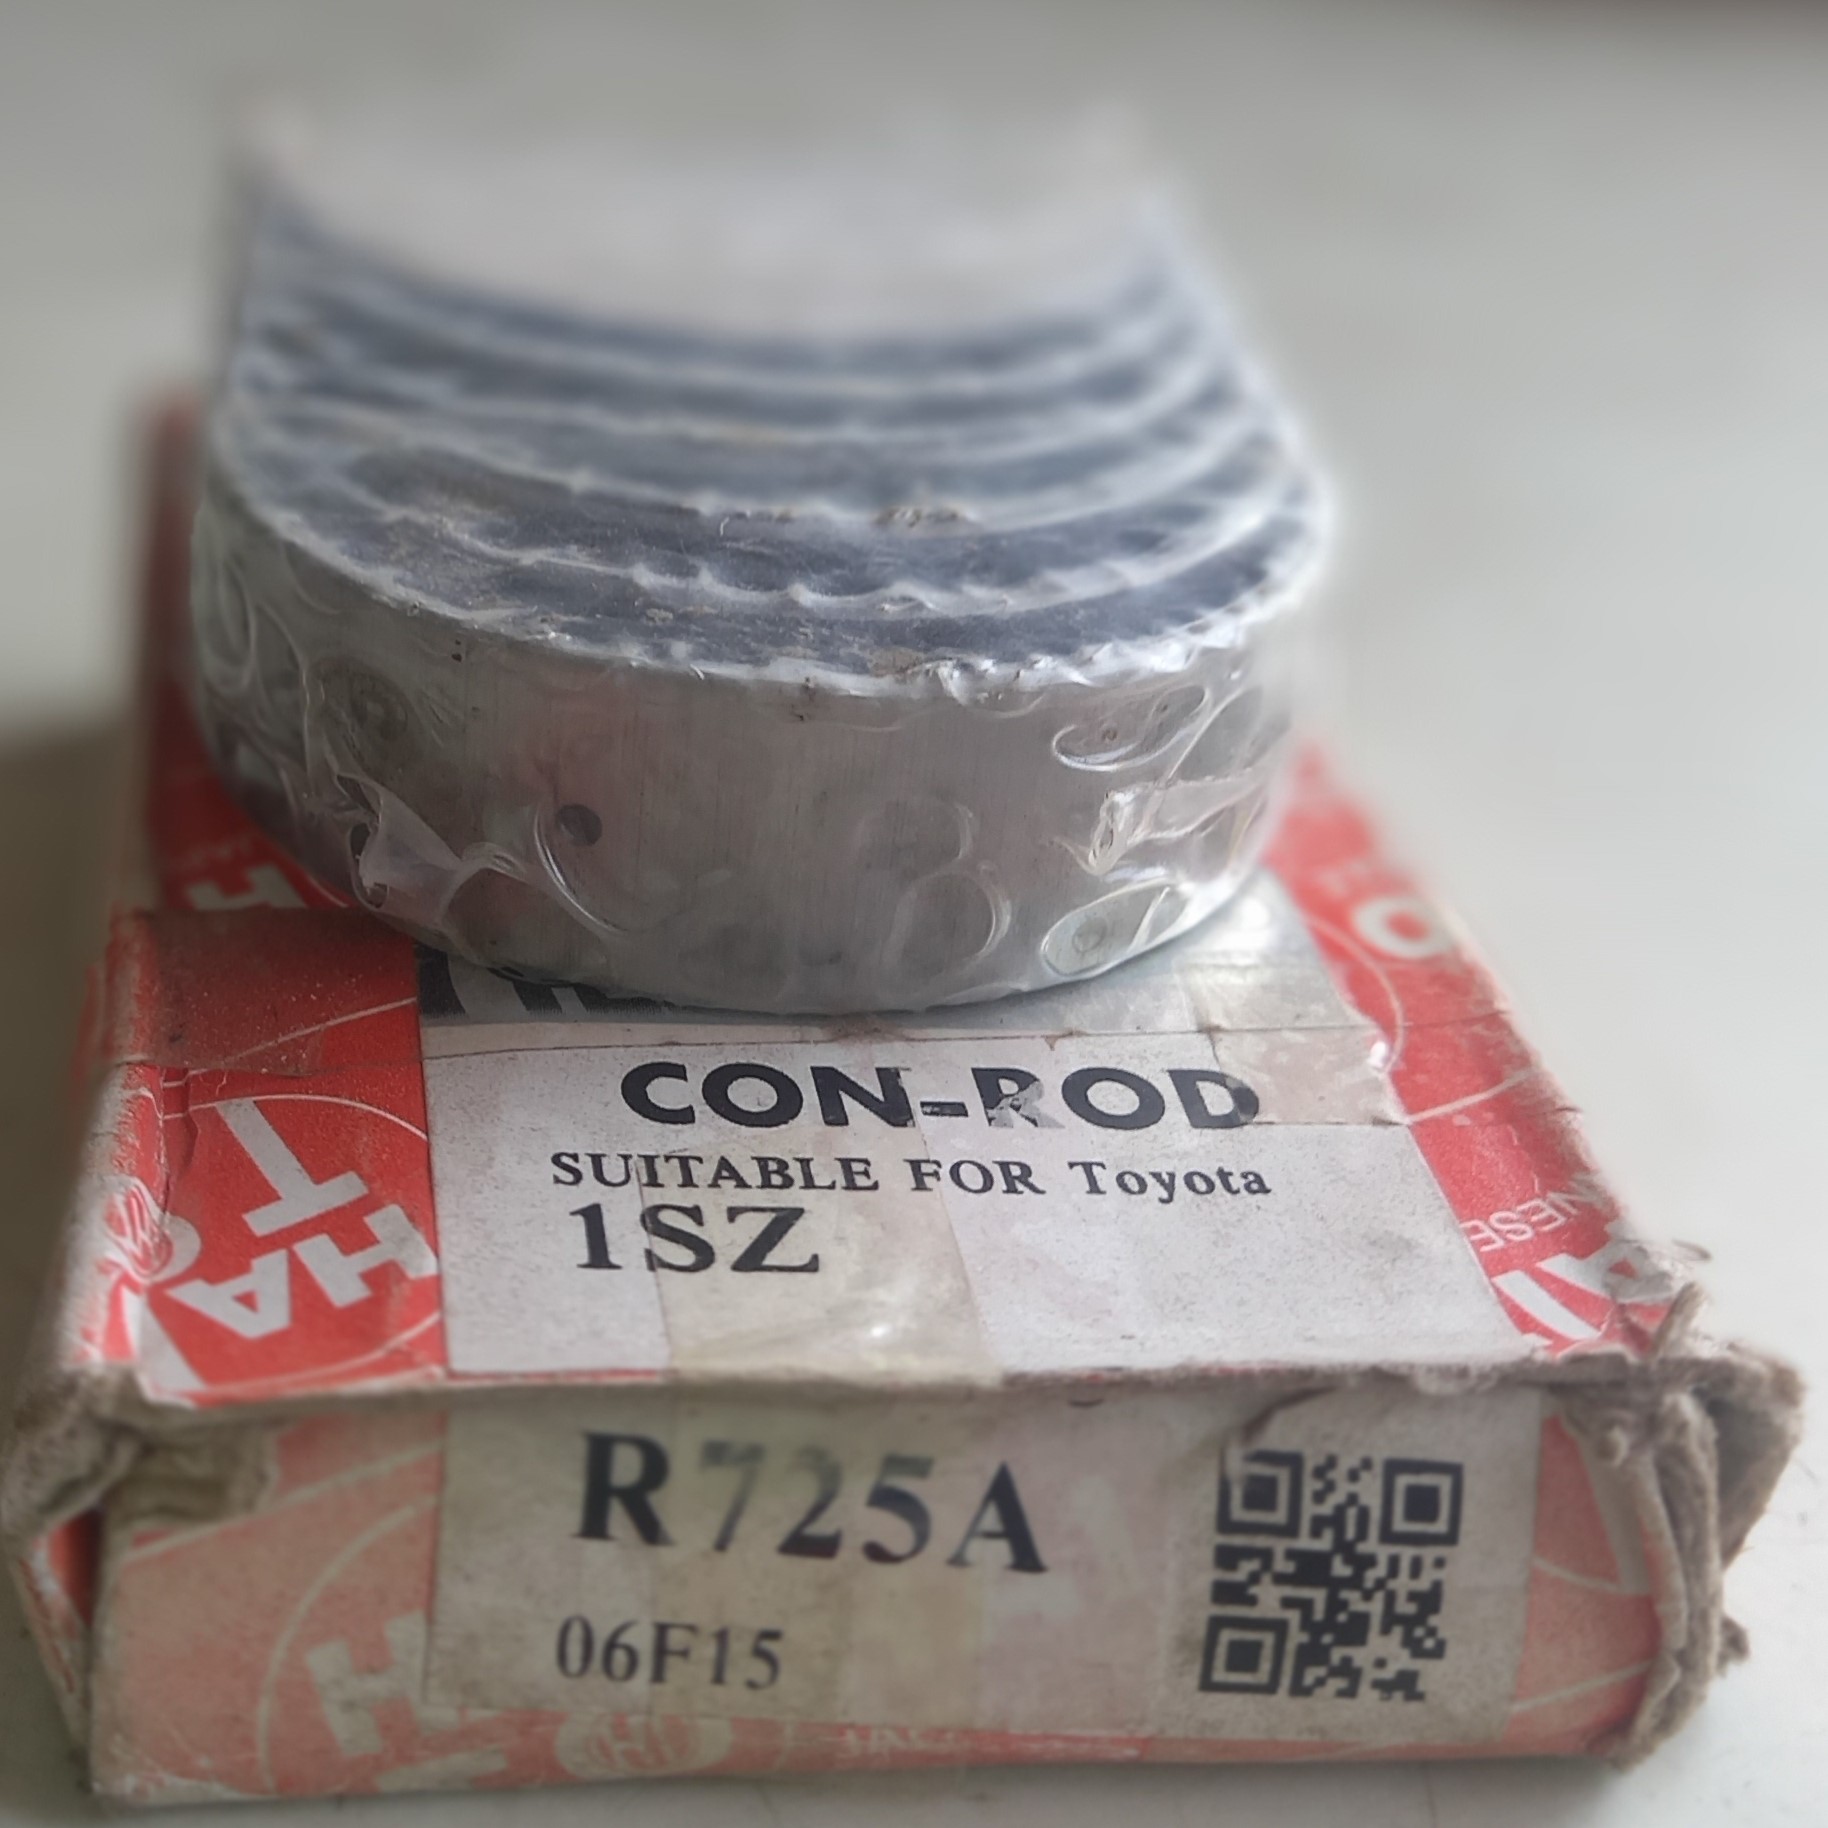 CON-ROD
SUITABLE FOR Toyota
1SZ
R725A
06F15